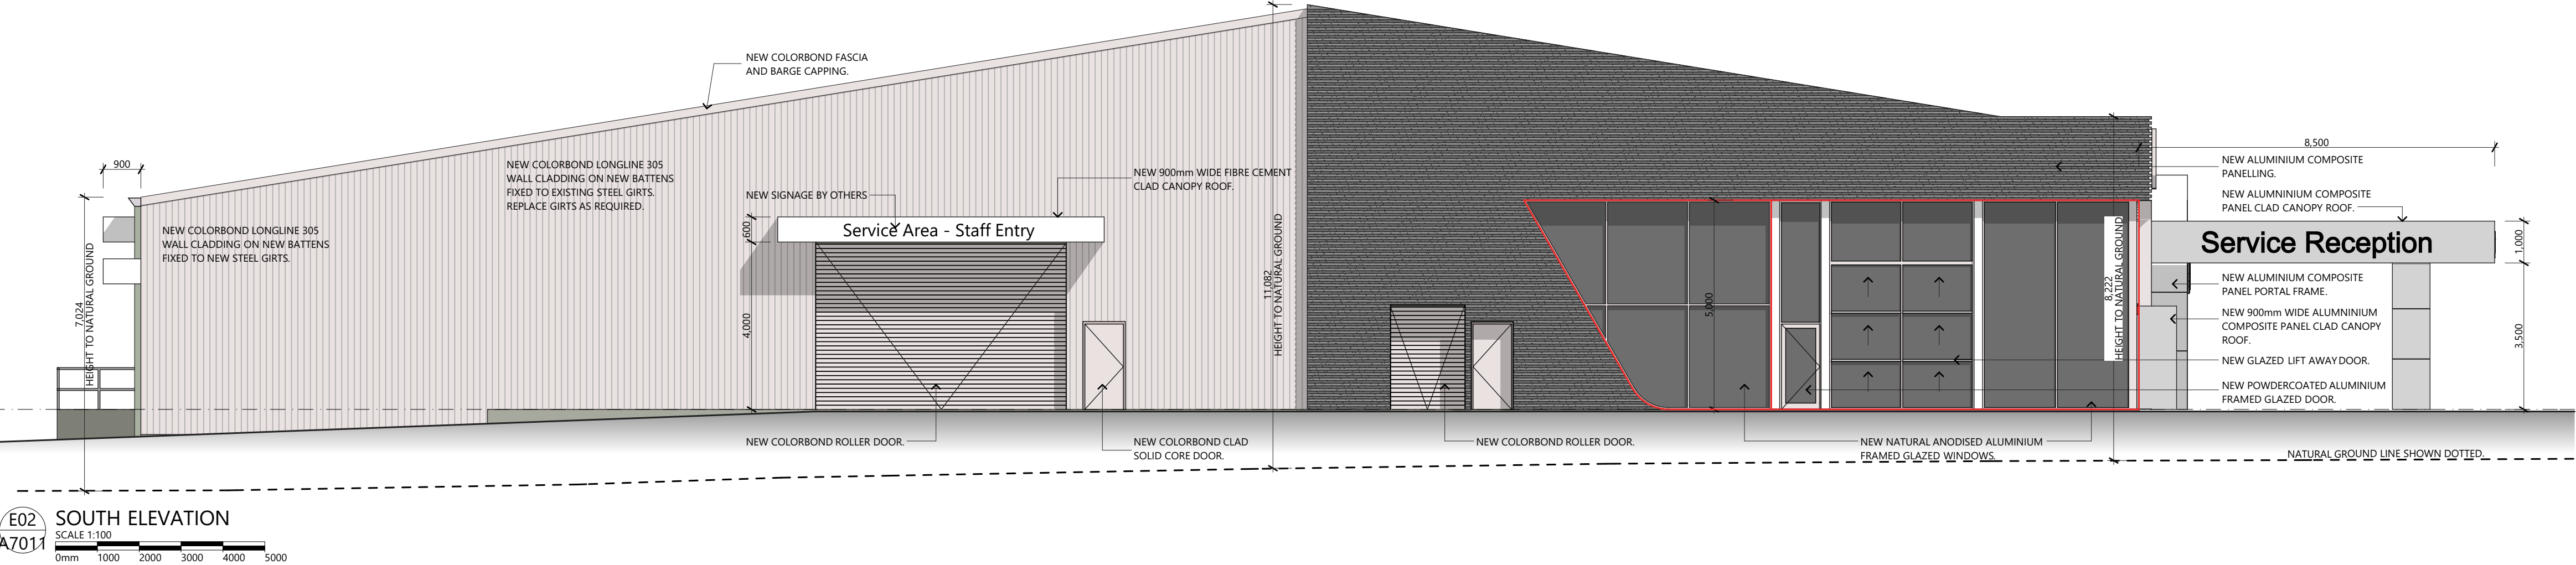 NEW COLORBOND FASCIA
AND BARGE CAPPING.
900
NEW COLORBOND LONGLINE 305
WALL CLADDING ON NEW BATTENS
FIXED TO EXISTING STEEL GIRTS.
REPLACE GIRTS AS REQUIRED.
NEW COLORBOND LONGLINE 305
WALL CLADDING ON NEW BATTENS
FIXED TO NEW STEEL GIRTS.
7,024
HEIGHT TO NATURAL GROUND
NEW SIGNAGE BY OTHERS
NEW 900mm WIDE FIBRE CEMENT
CLAD CANOPY ROOF.
600
Service Area - Staff Entry
4,000
11,082
HEIGHT TO NATURAL GROUND
5,000
8,222
HEIGHT TO NATURAL GROUND
8,500
NEW ALUMINIUM COMPOSITE
PANELLING.
NEW ALUMNINIUM COMPOSITE
PANEL CLAD CANOPY ROOF.
Service Reception
1,000
NEW ALUMINIUM COMPOSITE
PANEL PORTAL FRAME.
NEW 900mm WIDE ALUMNINIUM
COMPOSITE PANEL CLAD CANOPY
ROOF.
3,500
NEW GLAZED LIFT AWAY DOOR.
NEW POWDERCOATED ALUMINIUM
FRAMED GLAZED DOOR.
NEW COLORBOND ROLLER DOOR.
NEW COLORBOND CLAD
SOLID CORE DOOR.
NEW COLORBOND ROLLER DOOR.
NEW NATURAL ANODISED ALUMINIUM
FRAMED GLAZED WINDOWS.
NATURAL GROUND LINE SHOWN DOTTED.
E02
A7011
SOUTH ELEVATION
SCALE 1:100
0mm 1000 2000 3000 4000 5000